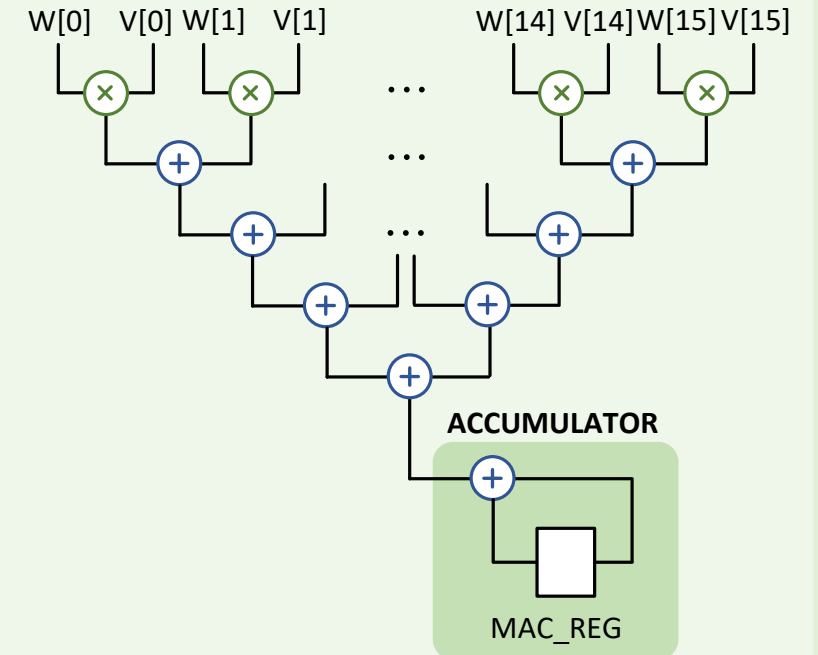 W[0] V[0] W[1] V[1] W[14] V[14] W[15] V[15]
...
...
...
ACCUMULATOR
MAC_REG